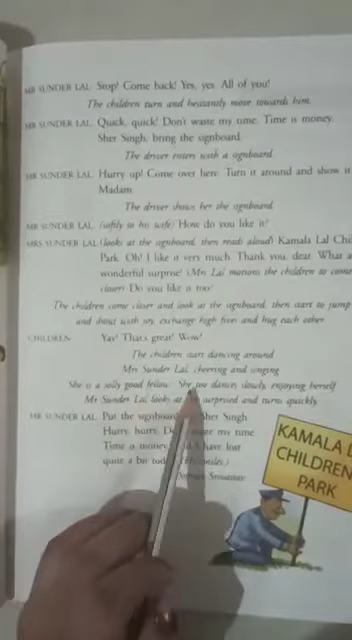 MR SUNDER LAL. Stop! Come back! Yes, yes. All of you!
The children turn and hesitantly move towards him.
MR SUNDER LAL. Quick, quick! Don't waste my time. Time is money.
Sher Singh, bring the signboard.
The driver enters with a signboard.
MR SUNDER LAL. Hurry up! Come over here. Turn it around and show it
Madam.
The driver shows her the signboard.
MR SUNDER LAL. (softly to his wife) How do you like it?
MRS SUNDER LAL (looks at the signboard, then reads aloud) Kamala Lal Chi
Park. Oh! I like it very much. Thank you, dear. What a
wonderful surprise! (Mr Lal motions the children to come
closer) Do you like it too?
The children come closer and look at the signboard, then start to jump
and shout with joy, exchange high fives and hug each other.
CHILDREN Yay! That's great! Wow!
The children start dancing around
Mrs Sunder Lal, cheering and singing
She is a jolly good fellow. She too dances slowly, enjoying herself
Mr Sunder Lal looks at surprised and turns quickly.
MR SUNDER LAL Put the signboard Sher Singh
Hurry, hurry. waste my time
Time is money. have lost
quite a bit
Srivastav
KAMALA L
CHILDREN
PARK